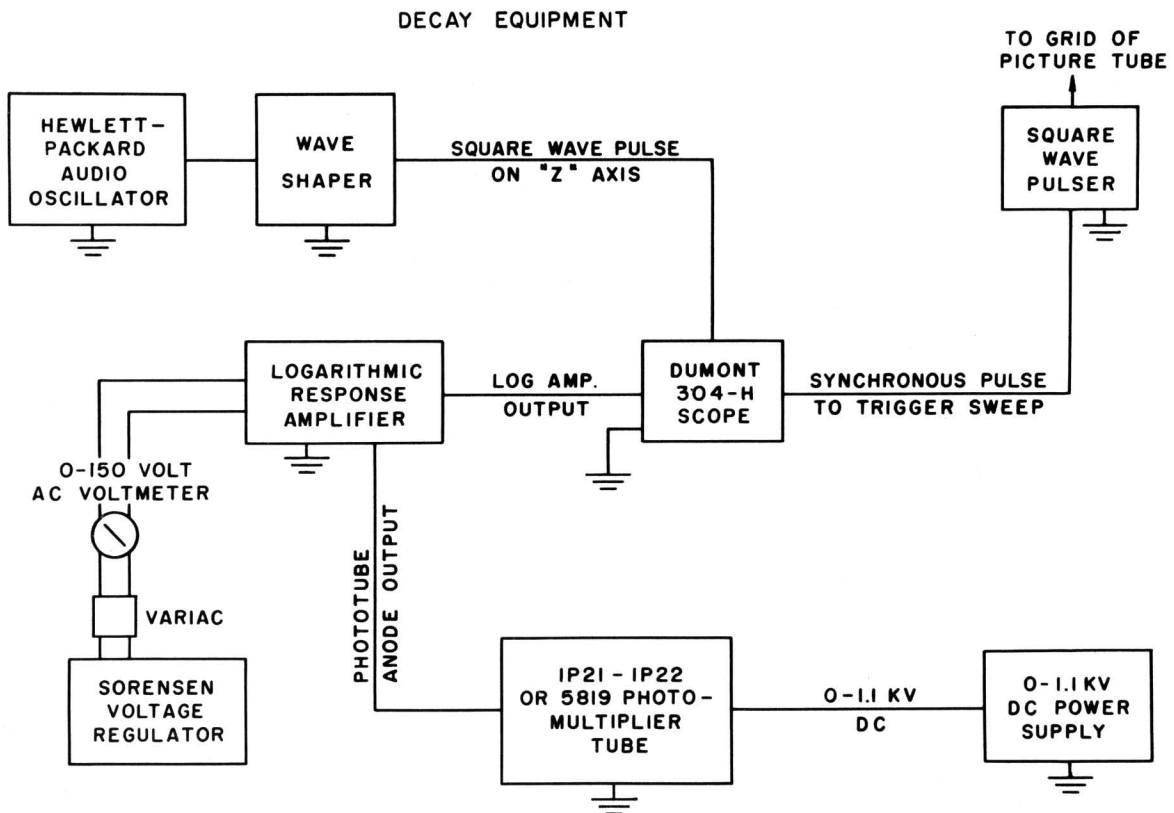 DECAY EQUIPMENT
TO GRID OF
PICTURE TUBE
HEWLETT-
PACKARD
AUDIO
OSCILLATOR
WAVE
SHAPER
SQUARE WAVE PULSE
ON "Z" AXIS
SQUARE
WAVE
PULSER
LOGARITHMIC
RESPONSE
AMPLIFIER
LOG AMP.
OUTPUT
DUMONT
304-H
SCOPE
SYNCHRONOUS PULSE
TO TRIGGER SWEEP
0-150 VOLT
AC VOLTMETER
VARIAC
SORENSEN
VOLTAGE
REGULATOR
PHOTOTUBE
ANODE OUTPUT
1P21-1P22
OR 5819 PHOTO-
MULTIPLIER
TUBE
0-1.1 KV
DC
0-1.1 KV
DC POWER
SUPPLY